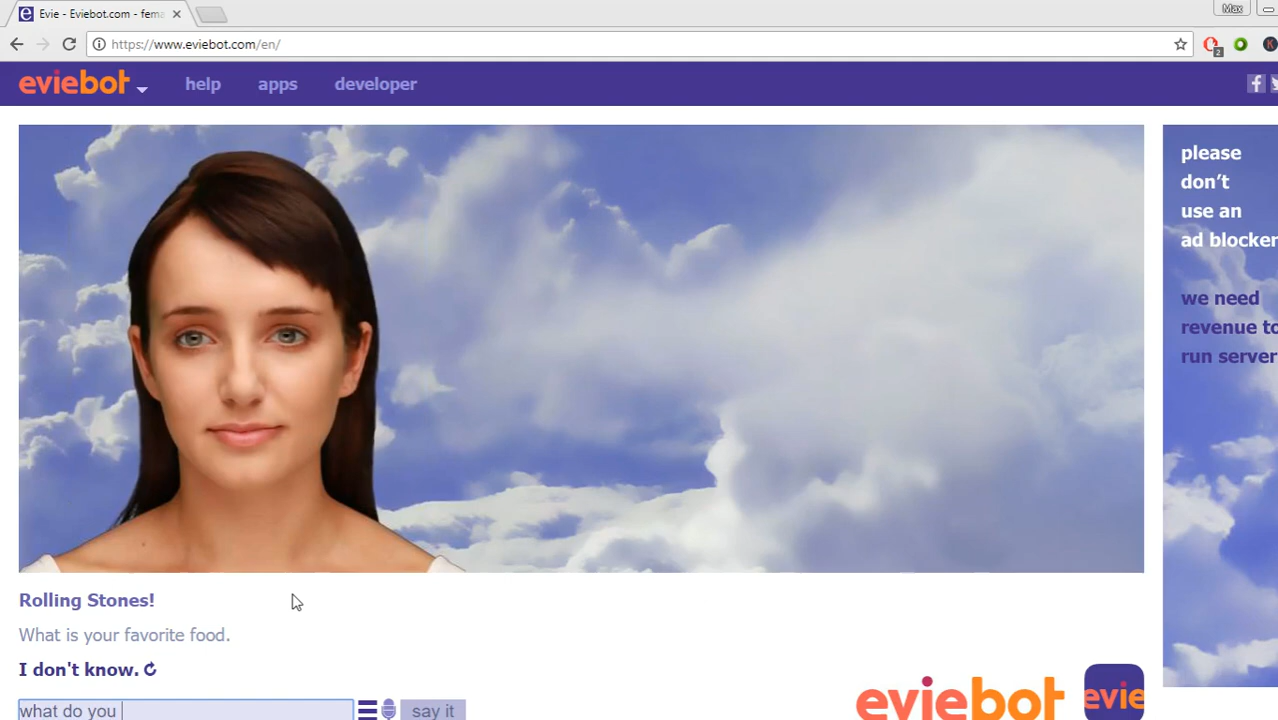 Evie - Eviebot.com - fema
Max
https://www.eviebot.com/en/
2
K
eviebot
help
apps
developer
f
please
don't
use an
ad blocker
we need
revenue to
run server
Rolling Stones!
What is your favorite food.
I don't know.
what do you
say it
eviebot
evie